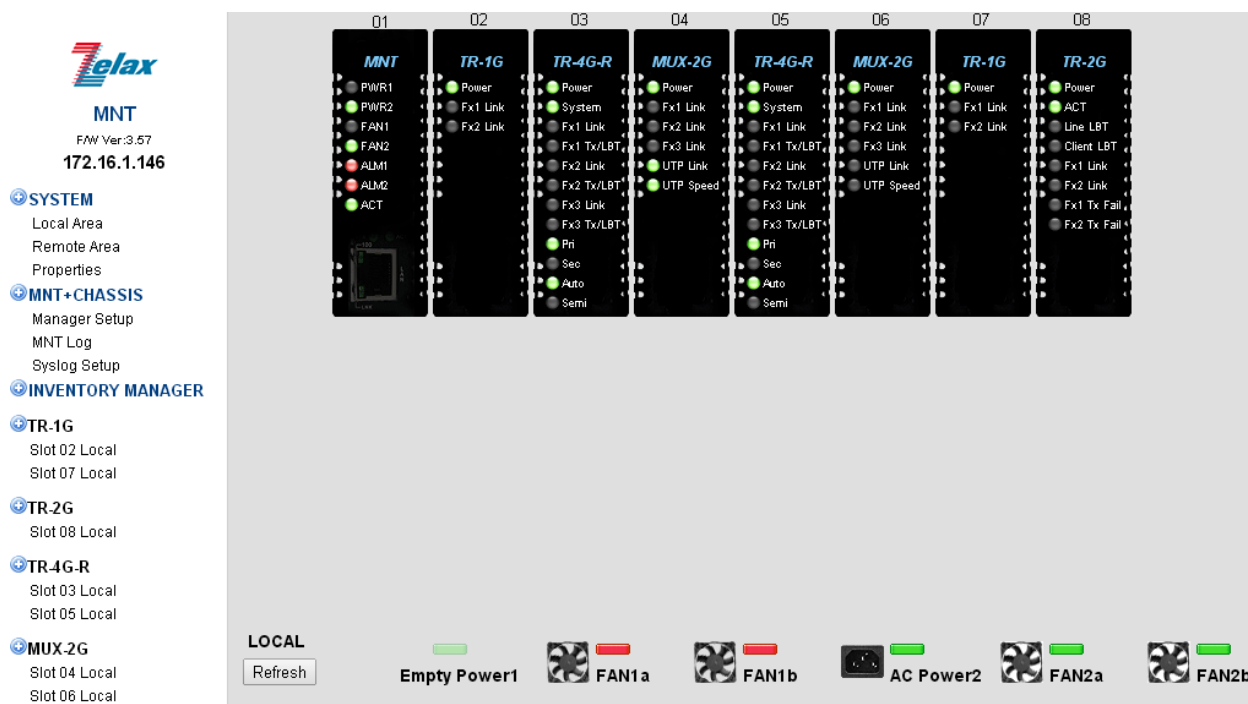 Zelax
MNT
F/W Ver:3.57
172.16.1.146
SYSTEM
Local Area
Remote Area
Properties
MNT+CHASSIS
Manager Setup
MNT Log
Syslog Setup
INVENTORY MANAGER
TR-1G
Slot 02 Local
Slot 07 Local
TR-2G
Slot 08 Local
TR-4G-R
Slot 03 Local
Slot 05 Local
MUX-2G
Slot 04 Local
Slot 06 Local
01
MNT
PWR1
PWR2
FAN1
FAN2
ALM1
ALM2
ACT
LAN
LNK
02
TR-1G
Power
Fx1 Link
Fx2 Link
03
TR-4G-R
Power
System
Fx1 Link
Fx1 Tx/LBT
Fx2 Link
Fx2 Tx/LBT
Fx3 Link
Fx3 Tx/LBT
Pri
Sec
Auto
Semi
04
MUX-2G
Power
Fx1 Link
Fx2 Link
Fx3 Link
UTP Link
UTP Speed
05
TR-4G-R
Power
System
Fx1 Link
Fx1 Tx/LBT
Fx2 Link
Fx2 Tx/LBT
Fx3 Link
Fx3 Tx/LBT
Pri
Sec
Auto
Semi
06
MUX-2G
Power
Fx1 Link
Fx2 Link
Fx3 Link
UTP Link
UTP Speed
07
TR-1G
Power
Fx1 Link
Fx2 Link
08
TR-2G
Power
ACT
Line LBT
Client LBT
Fx1 Link
Fx2 Link
Fx1 Tx Fail
Fx2 Tx Fail
LOCAL
Refresh
Empty Power1
FAN1a
FAN1b
AC Power2
FAN2a
FAN2b